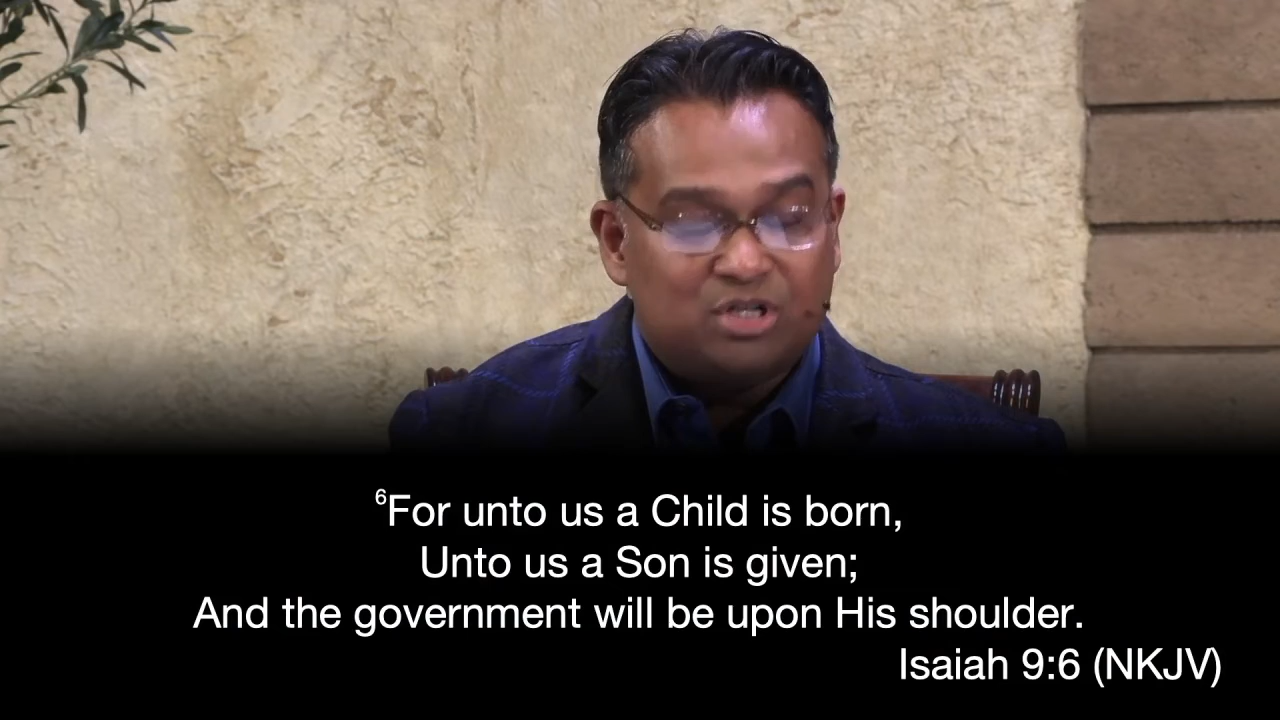 ⁶For unto us a Child is born,
Unto us a Son is given;
And the government will be upon His shoulder.
Isaiah 9:6 (NKJV)